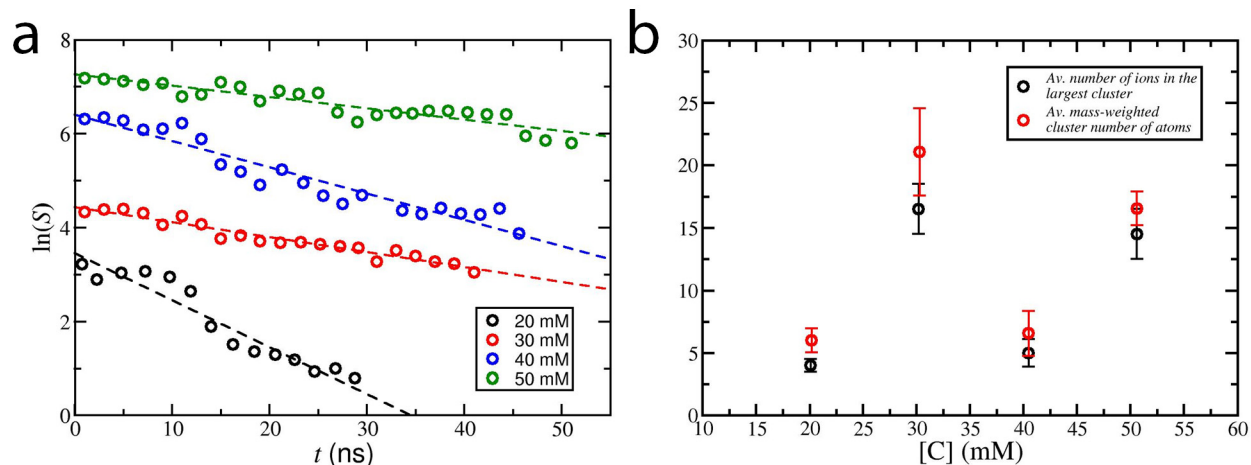 a
8
6
4
2
0
ln(S)
0 10 20 30 40 50
t (ns)
20 mM
30 mM
40 mM
50 mM
b
30
25
20
15
10
5
0
Av. number of ions in the
largest cluster
Av. mass-weighted
cluster number of atoms
10 15 20 25 30 35 40 45 50 55 60
[C] (mM)